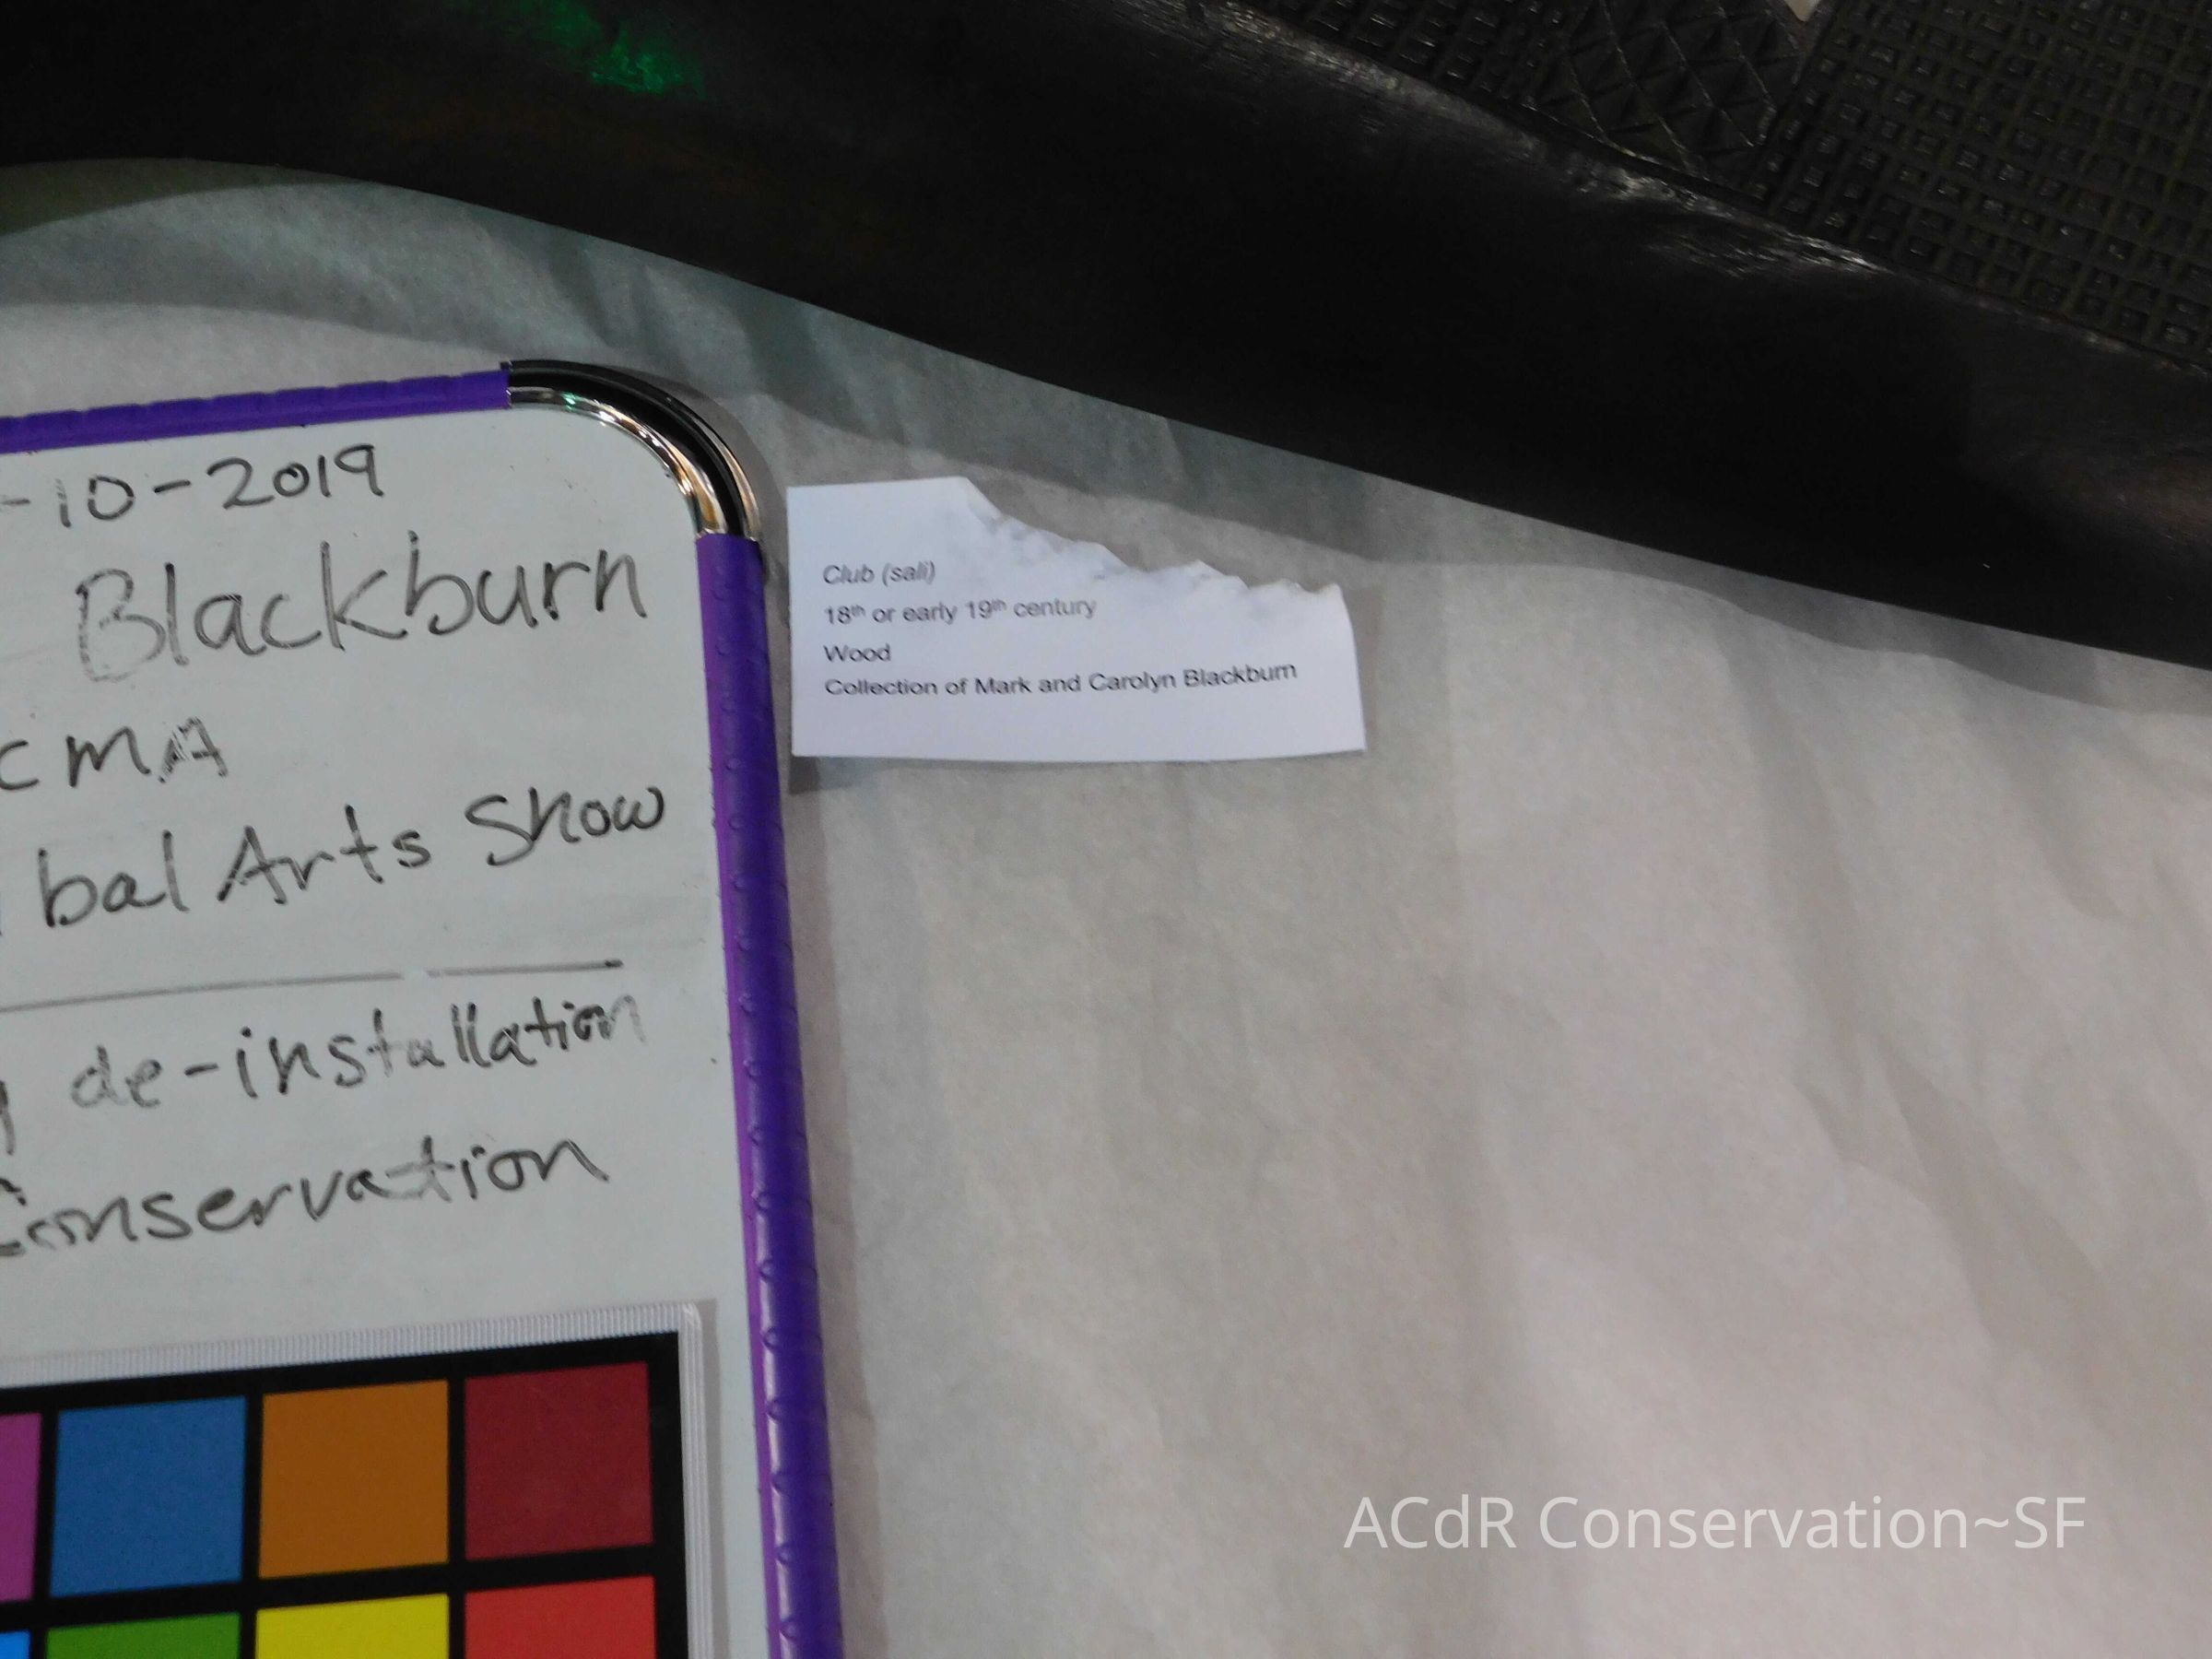 -10-2019
Blackburn
CMA
bal Arts Show
de-installation
Conservation
Club (sali)
18th or early 19th century
Wood
Collection of Mark and Carolyn Blackburn
ACdR Conservation~SF